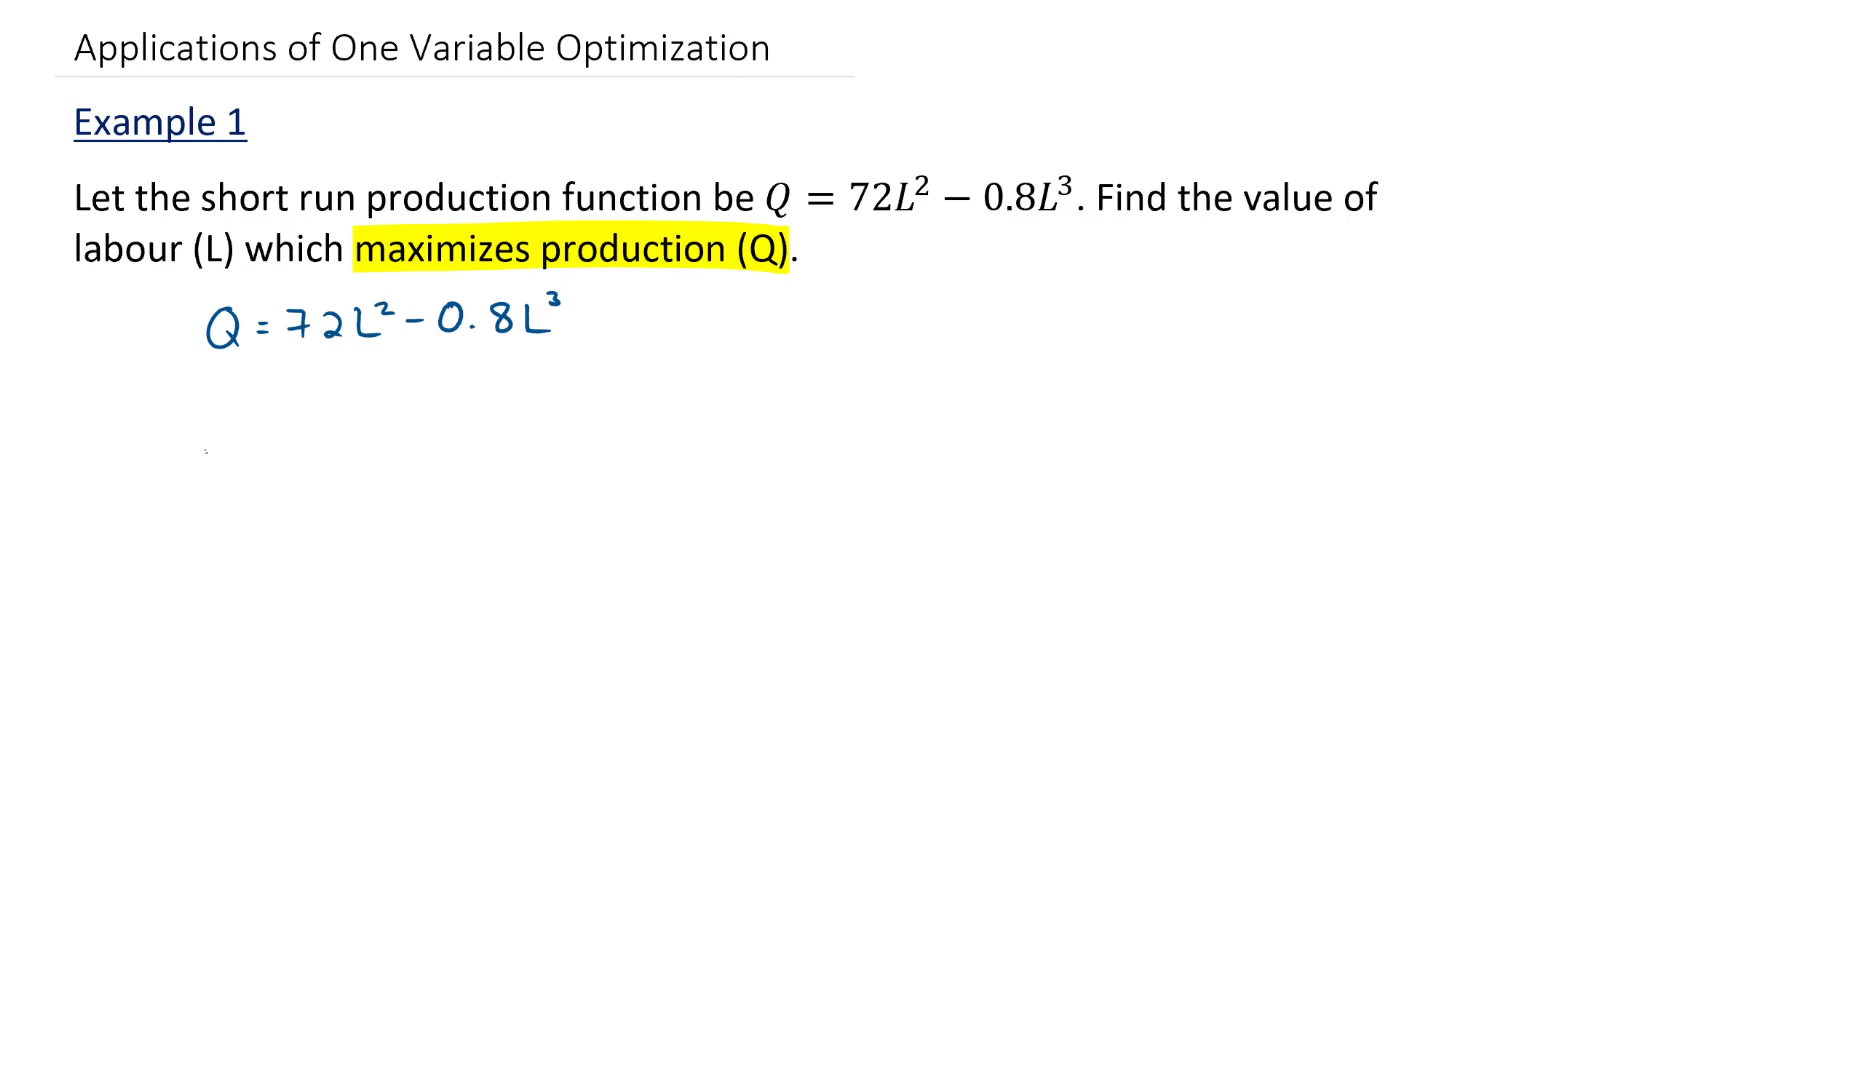 Applications of One Variable Optimization
Example 1
Let the short run production function be Q = 72L² − 0.8L³. Find the value of
labour (L) which maximizes production (Q).
Q = 72L² - 0.8L³